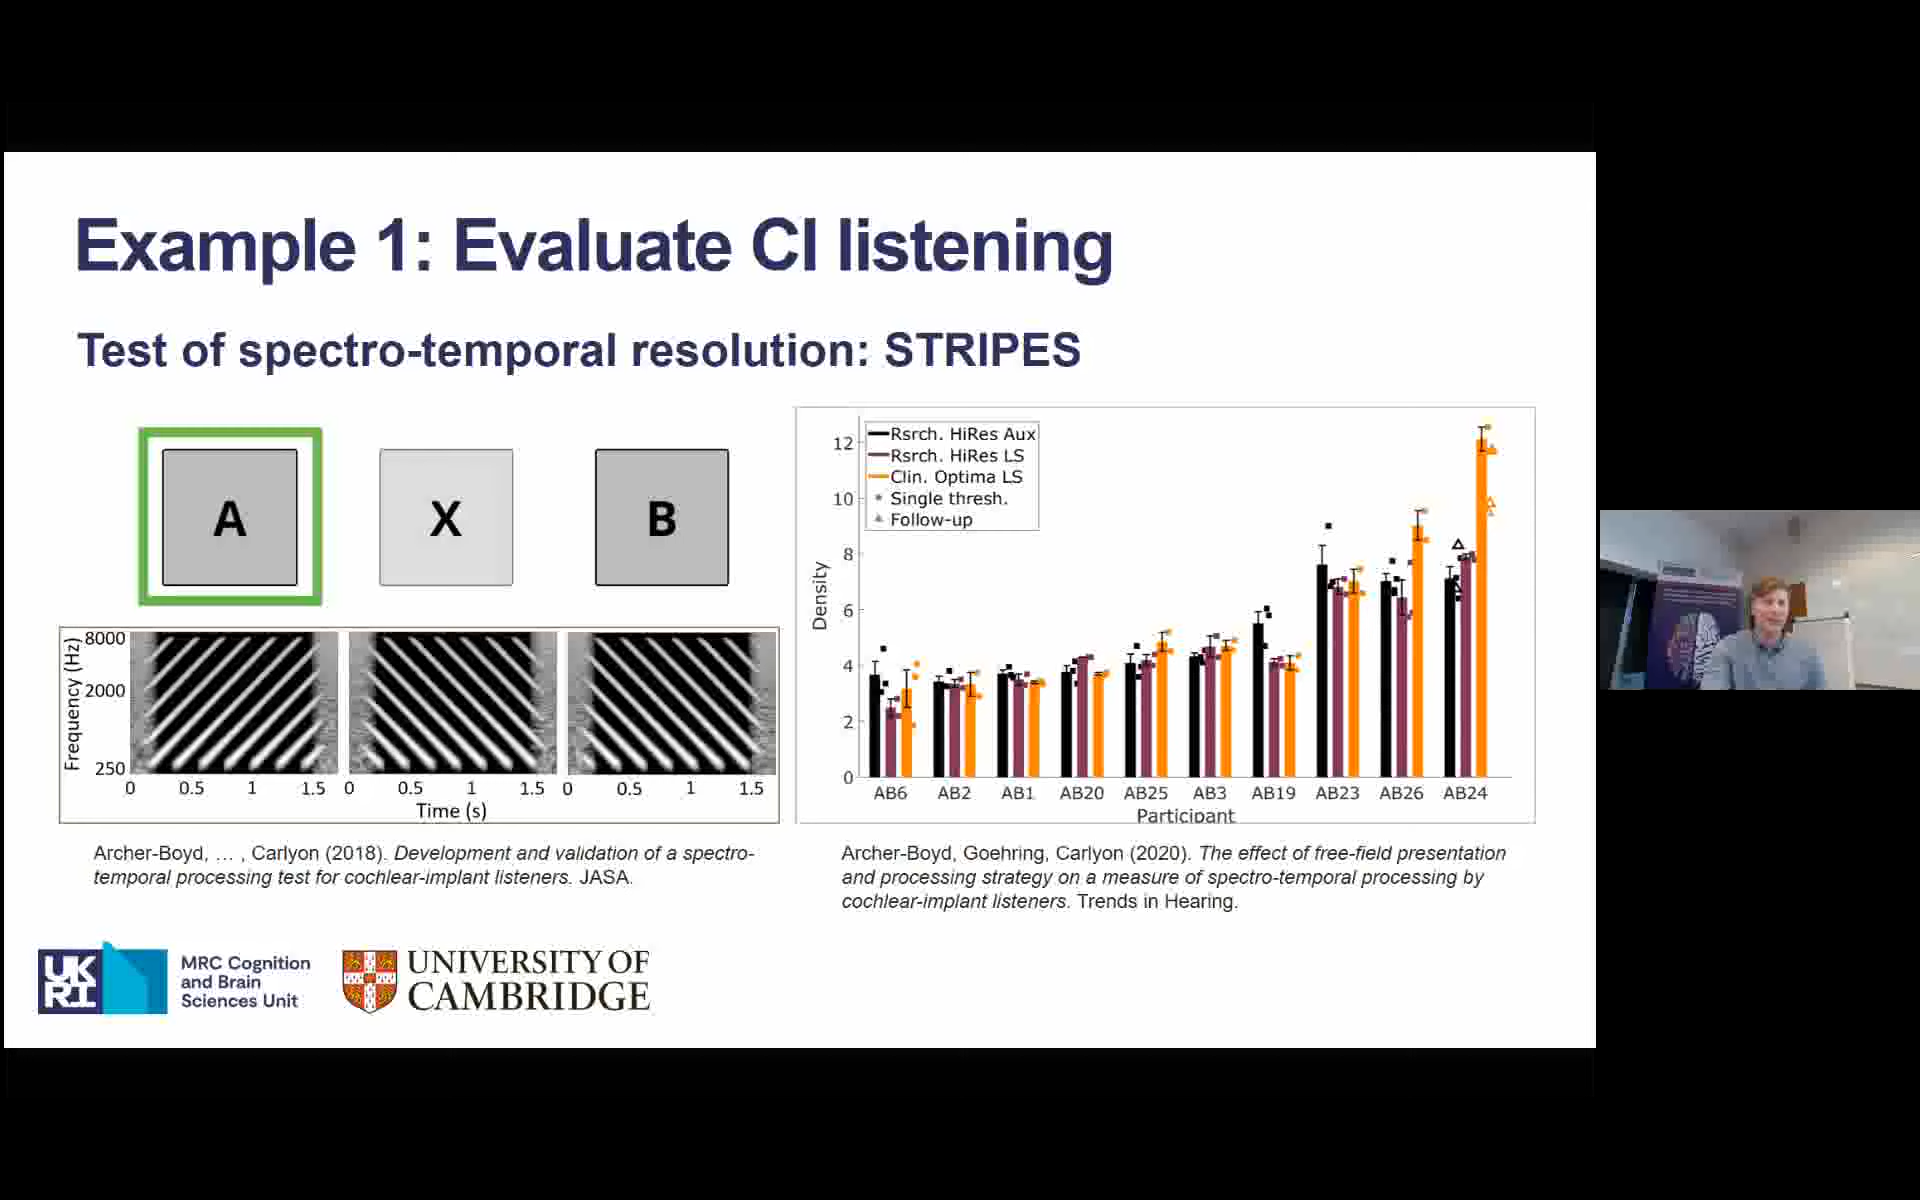 Example 1: Evaluate CI listening
Test of spectro-temporal resolution: STRIPES
A
X
B
Frequency (Hz)
8000
2000
250
0 0.5 1 1.5 0 0.5 1 1.5 0 0.5 1 1.5
Time (s)
Archer-Boyd, ... , Carlyon (2018). Development and validation of a spectro-
temporal processing test for cochlear-implant listeners. JASA.
Rsrch. HiRes Aux
Rsrch. HiRes LS
Clin. Optima LS
Single thresh.
Follow-up
Density
12
10
8
6
4
2
0
AB6 AB2 AB1 AB20 AB25 AB3 AB19 AB23 AB26 AB24
Participant
Archer-Boyd, Goehring, Carlyon (2020). The effect of free-field presentation
and processing strategy on a measure of spectro-temporal processing by
cochlear-implant listeners. Trends in Hearing.
UK
RI
MRC Cognition
and Brain
Sciences Unit
UNIVERSITY OF
CAMBRIDGE